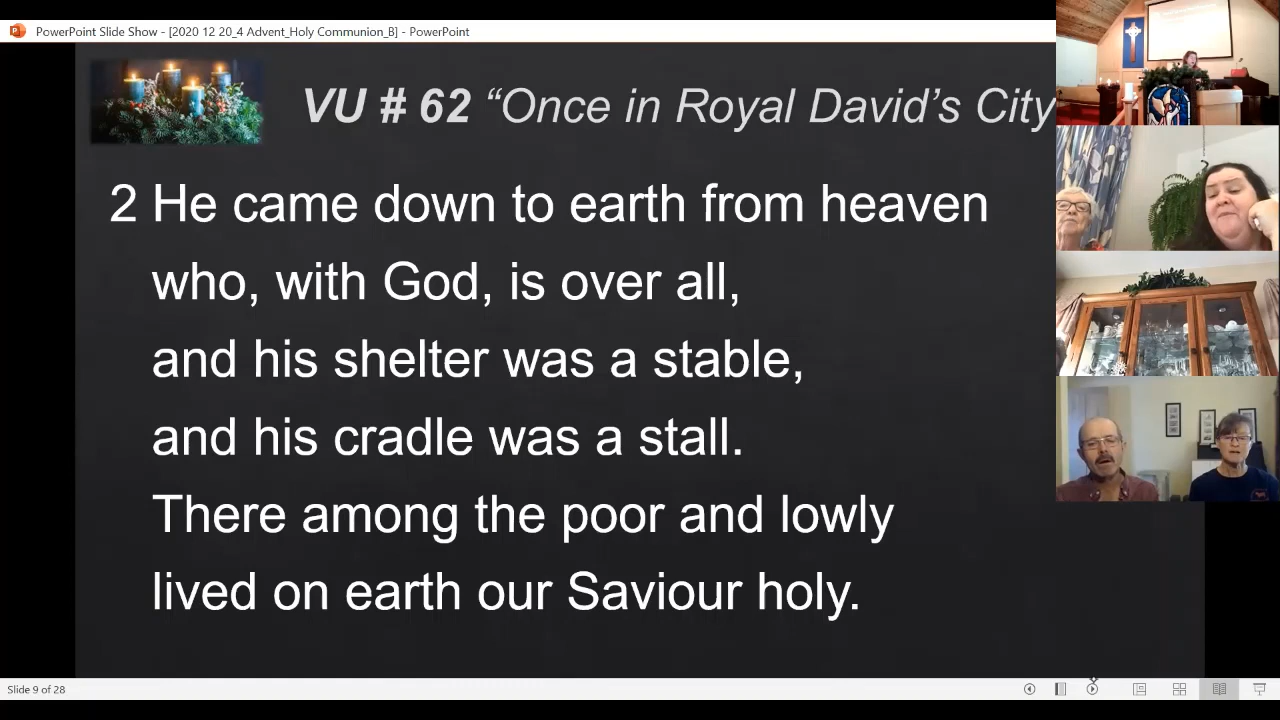 PowerPoint Slide Show - [2020 12 20_4 Advent_Holy Communion_B] - PowerPoint
VU # 62 “Once in Royal David’s City
2 He came down to earth from heaven
who, with God, is over all,
and his shelter was a stable,
and his cradle was a stall.
There among the poor and lowly
lived on earth our Saviour holy.
Slide 9 of 28